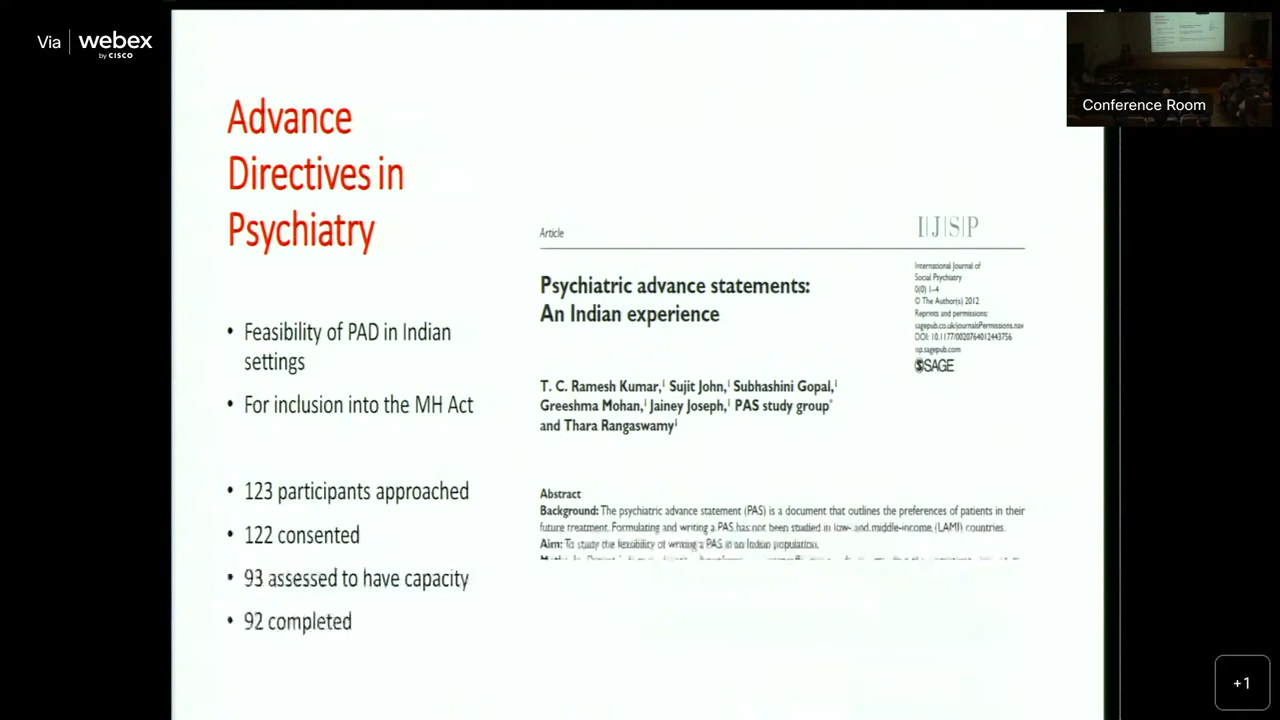 Via webex
by CISCO
Conference Room
Advance
Directives in
Psychiatry
• Feasibility of PAD in Indian
settings
• For inclusion into the MH Act
• 123 participants approached
• 122 consented
• 93 assessed to have capacity
• 92 completed
Article
I|J|S|P
Psychiatric advance statements:
An Indian experience
International Journal of
Social Psychiatry
0(0) 1–4
© The Author(s) 2012
Reprints and permissions:
sagepub.co.uk/journalsPermissions.nav
DOI: 10.1177/0020764012443756
isp.sagepub.com
SAGE
T. C. Ramesh Kumar,¹ Sujit John,¹ Subhashini Gopal,¹
Greeshma Mohan,¹ Jainey Joseph,¹ PAS study group*
and Thara Rangaswamy¹
Abstract
Background: The psychiatric advance statement (PAS) is a document that outlines the preferences of patients in their
future treatment. Formulating and writing a PAS has not been studied in low- and middle-income (LAMI) countries.
Aim: To study the feasibility of writing a PAS in an Indian population.
+1